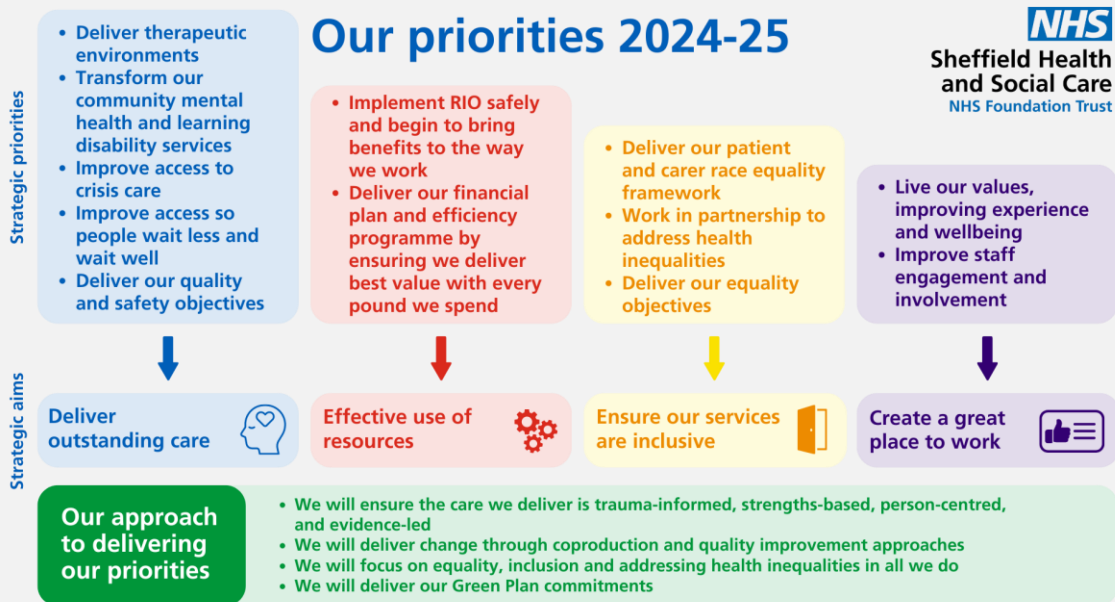 Our priorities 2024-25
NHS
Sheffield Health
and Social Care
NHS Foundation Trust
Strategic priorities
• Deliver therapeutic
environments
• Transform our
community mental
health and learning
disability services
• Improve access to
crisis care
• Improve access so
people wait less and
wait well
• Deliver our quality
and safety objectives
• Implement RIO safely
and begin to bring
benefits to the way
we work
• Deliver our financial
plan and efficiency
programme by
ensuring we deliver
best value with every
pound we spend
• Deliver our patient
and carer race equality
framework
• Work in partnership to
address health
inequalities
• Deliver our equality
objectives
• Live our values,
improving experience
and wellbeing
• Improve staff
engagement and
involvement
Strategic aims
Deliver
outstanding care
Effective use of
resources
Ensure our services
are inclusive
Create a great
place to work
Our approach
to delivering
our priorities
• We will ensure the care we deliver is trauma-informed, strengths-based, person-centred,
and evidence-led
• We will deliver change through coproduction and quality improvement approaches
• We will focus on equality, inclusion and addressing health inequalities in all we do
• We will deliver our Green Plan commitments